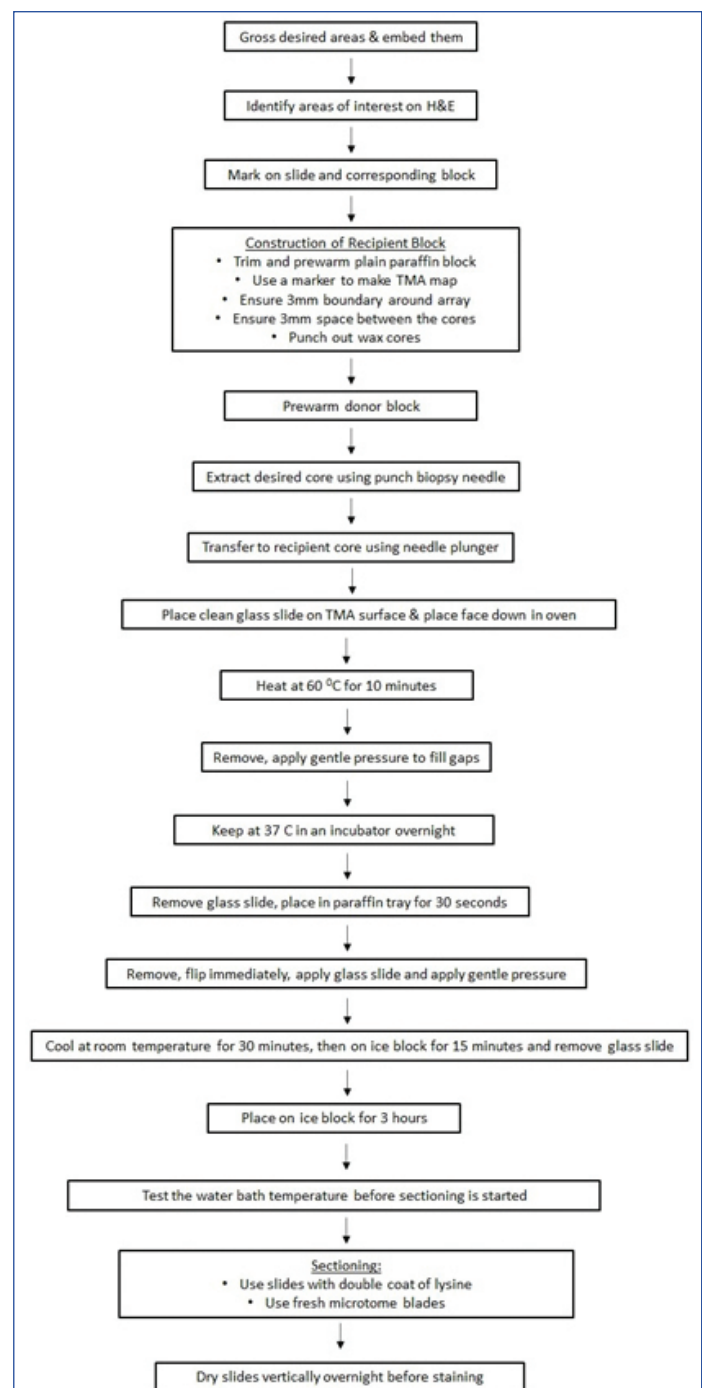 Gross desired areas & embed them
Identify areas of interest on H&E
Mark on slide and corresponding block
Construction of Recipient Block
• Trim and prewarm plain paraffin block
• Use a marker to make TMA map
• Ensure 3mm boundary around array
• Ensure 3mm space between the cores
• Punch out wax cores
Prewarm donor block
Extract desired core using punch biopsy needle
Transfer to recipient core using needle plunger
Place clean glass slide on TMA surface & place face down in oven
Heat at 60 ⁰C for 10 minutes
Remove, apply gentle pressure to fill gaps
Keep at 37 C in an incubator overnight
Remove glass slide, place in paraffin tray for 30 seconds
Remove, flip immediately, apply glass slide and apply gentle pressure
Cool at room temperature for 30 minutes, then on ice block for 15 minutes and remove glass slide
Place on ice block for 3 hours
Test the water bath temperature before sectioning is started
Sectioning:
• Use slides with double coat of lysine
• Use fresh microtome blades
Dry slides vertically overnight before staining